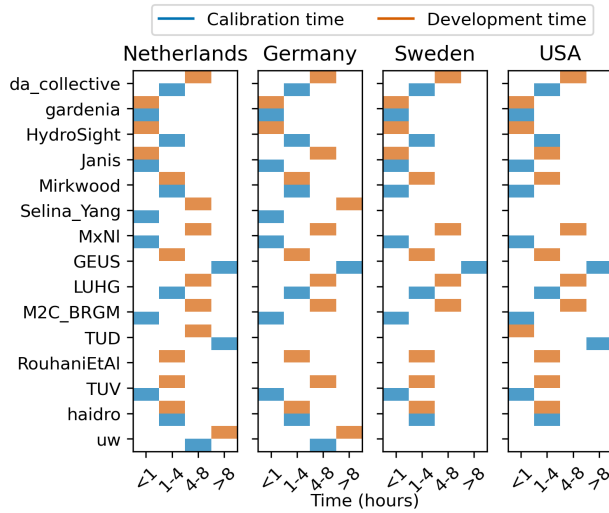 Calibration time Development time
Netherlands Germany Sweden USA
da_collective
gardenia
HydroSight
Janis
Mirkwood
Selina_Yang
MxNl
GEUS
LUHG
M2C_BRGM
TUD
RouhaniEtAl
TUV
haidro
uw
<1 1-4 4-8 >8 <1 1-4 4-8 >8 <1 1-4 4-8 >8 <1 1-4 4-8 >8
Time (hours)